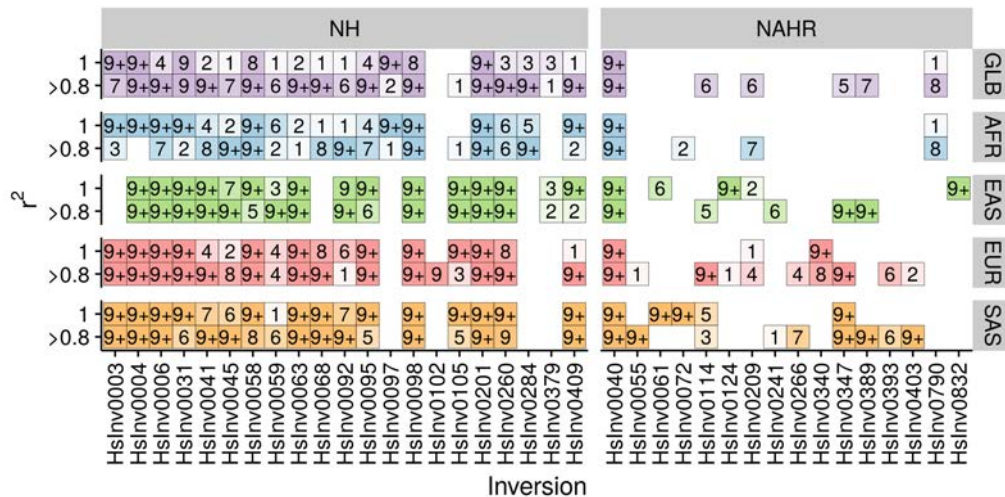 NH NAHR
1 9+ 9+ 4 9 2 1 8 1 2 1 1 4 9+ 8 9+ 3 3 3 1 9+ 1
>0.8 7 9+ 9+ 9 9+ 7 9+ 6 9+ 9+ 6 9+ 2 9+ 1 9+ 9+ 9+ 1 9+ 9+ 6 6 5 7 8
GLB
1 9+ 9+ 9+ 9+ 4 2 9+ 6 2 1 1 4 9+ 9+ 9+ 6 5 9+ 9+ 1
>0.8 3 6 2 8 9+ 9+ 2 1 8 9+ 7 1 9+ 1 9+ 6 9+ 2 9+ 2 7 8
AFR
1 9+ 9+ 9+ 9+ 7 9+ 3 9+ 9 9+ 9+ 9+ 9+ 9+ 3 9+ 9+ 6 9+ 2 9+
>0.8 9+ 9+ 9+ 9+ 9+ 5 9+ 9+ 9+ 6 9+ 9+ 9+ 9+ 2 2 9+ 5 6 9+ 9+
EAS
1 9+ 9+ 9+ 9+ 4 2 9+ 4 9+ 8 6 9+ 9+ 9+ 9+ 8 1 9+ 1 9+
>0.8 9+ 9+ 9+ 9+ 9+ 8 9+ 4 9+ 9+ 1 9+ 9+ 9 3 9+ 9+ 9+ 9+ 1 9+ 1 4 4 8 9+ 6 2
EUR
1 9+ 9+ 9+ 9+ 7 6 9+ 1 9+ 9+ 7 9+ 9+ 9+ 9+ 9+ 9+ 9+ 9+ 9+ 5 9+
>0.8 9+ 9+ 9+ 6 9+ 9+ 8 6 9+ 9+ 9+ 5 9+ 5 9+ 9 9+ 9+ 9+ 3 1 7 9+ 9+ 6 9+
SAS
r²
HsInv0003 HsInv0004 HsInv0006 HsInv0031 HsInv0041 HsInv0045 HsInv0058 HsInv0059 HsInv0063 HsInv0068 HsInv0092 HsInv0095 HsInv0097 HsInv0098 HsInv0102 HsInv0105 HsInv0201 HsInv0260 HsInv0284 HsInv0379 HsInv0409 HsInv0040 HsInv0055 HsInv0061 HsInv0072 HsInv0114 HsInv0124 HsInv0209 HsInv0241 HsInv0266 HsInv0340 HsInv0347 HsInv0389 HsInv0393 HsInv0403 HsInv0790 HsInv0832
Inversion